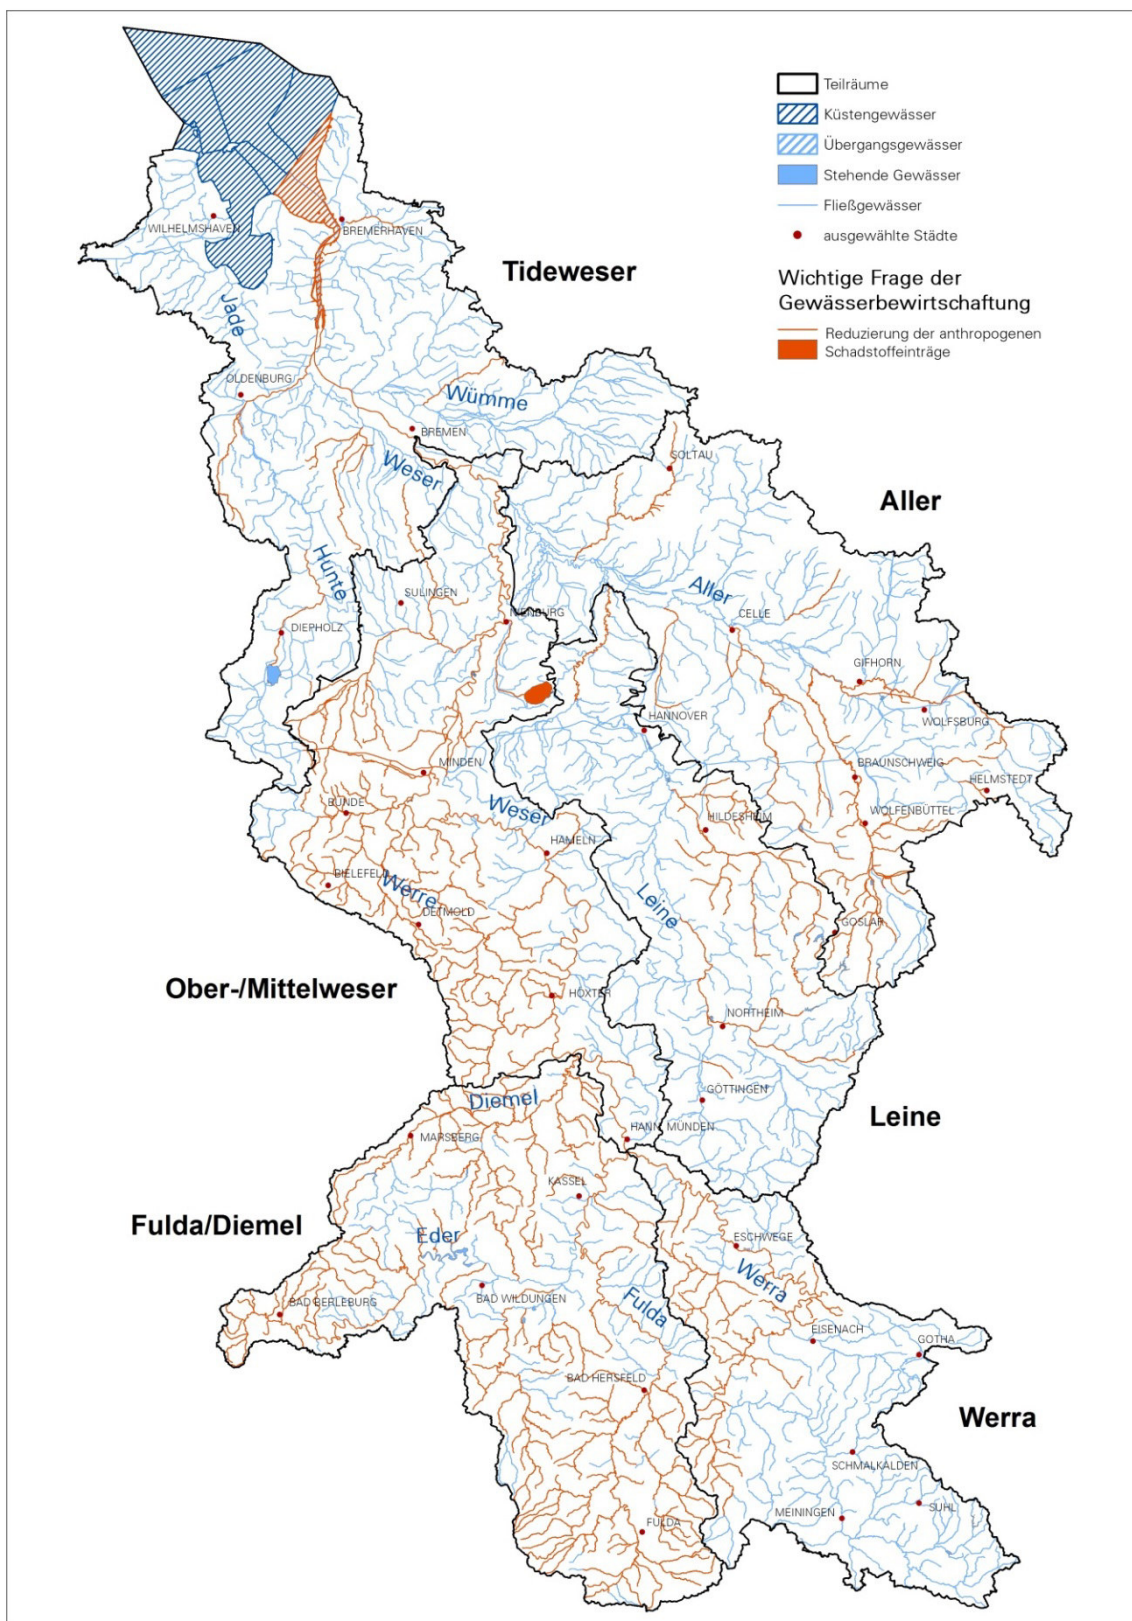 Teilräume
Küstengewässer
Übergangsgewässer
Stehende Gewässer
Fließgewässer
ausgewählte Städte
Wichtige Frage der
Gewässerbewirtschaftung
Reduzierung der anthropogenen
Schadstoffeinträge
WILHELMSHAVEN
BREMERHAVEN
Tideweser
Jade
OLDENBURG
Wümme
BREMEN
Weser
SOLTAU
Aller
Hunte
Aller
SULINGEN
NIENBURG
CELLE
DIEPHOLZ
GIFHORN
HANNOVER
WOLFSBURG
MINDEN
BRAUNSCHWEIG
HELMSTEDT
BÜNDE
Weser
HILDESHEIM
WOLFENBÜTTEL
HAMELN
BIELEFELD
Werre
Leine
DETMOLD
GOSLAR
Ober-/Mittelweser
HÖXTER
NORTHEIM
Diemel
GÖTTINGEN
Leine
MARSBERG
HANN. MÜNDEN
KASSEL
Fulda/Diemel
Eder
ESCHWEGE
Werra
BAD BERLEBURG
BAD WILDUNGEN
Fulda
EISENACH
GOTHA
BAD HERSFELD
Werra
SCHMALKALDEN
MEININGEN
SUHL
FULDA